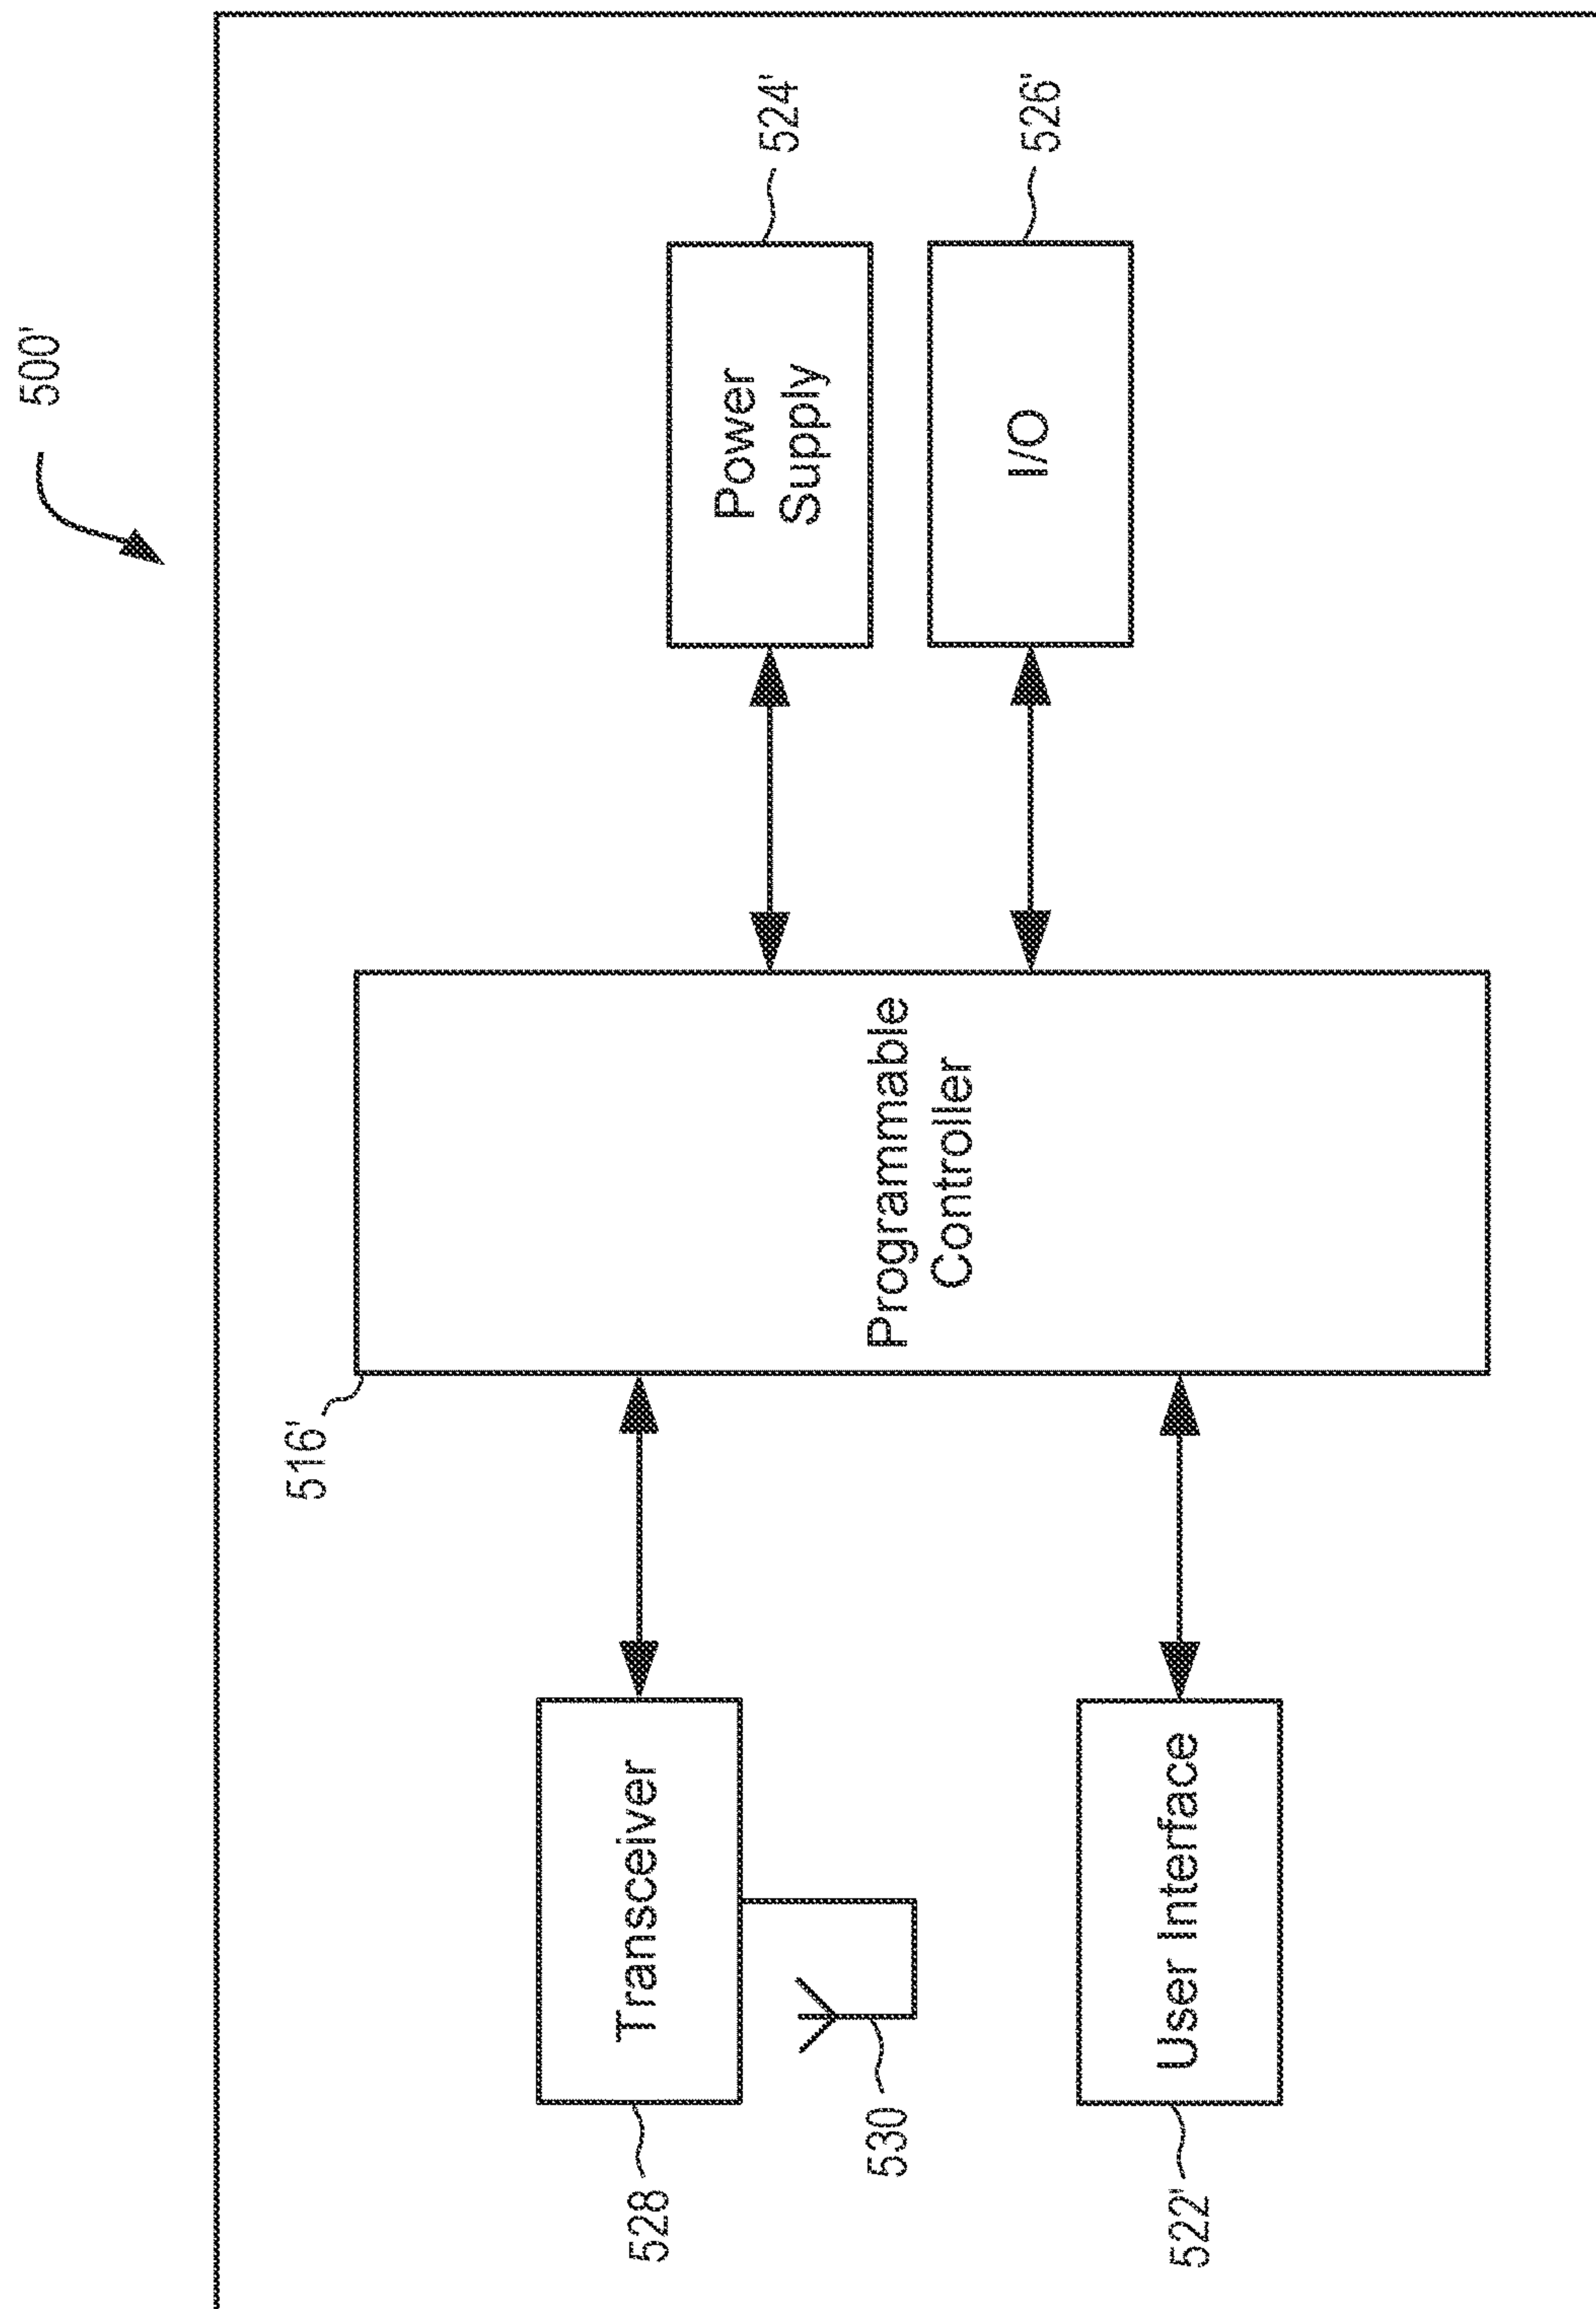 500'
528
Transceiver
530
522'
User Interface
516'
Programmable
Controller
Power
Supply
524'
I/O
526'